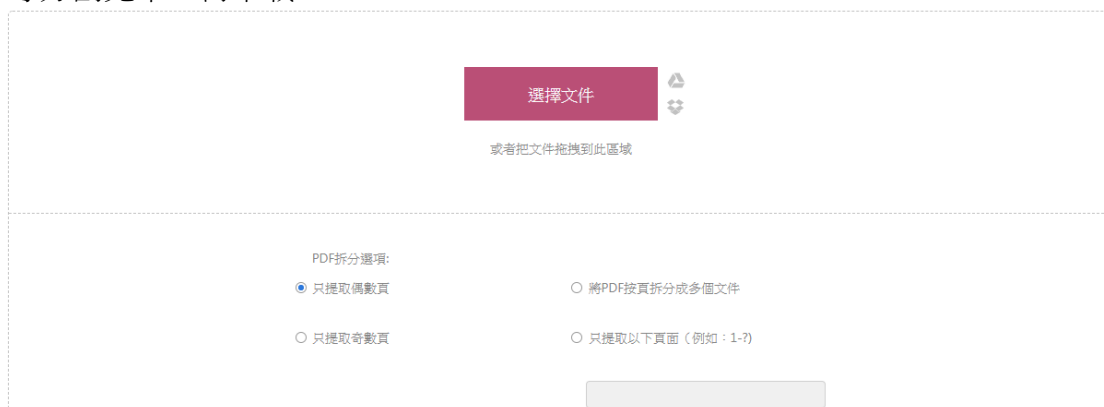 選擇文件
或者把文件拖拽到此區域
PDF拆分選項:
只提取偶數頁
將PDF按頁拆分成多個文件
只提取奇數頁
只提取以下頁面（例如：1-?)